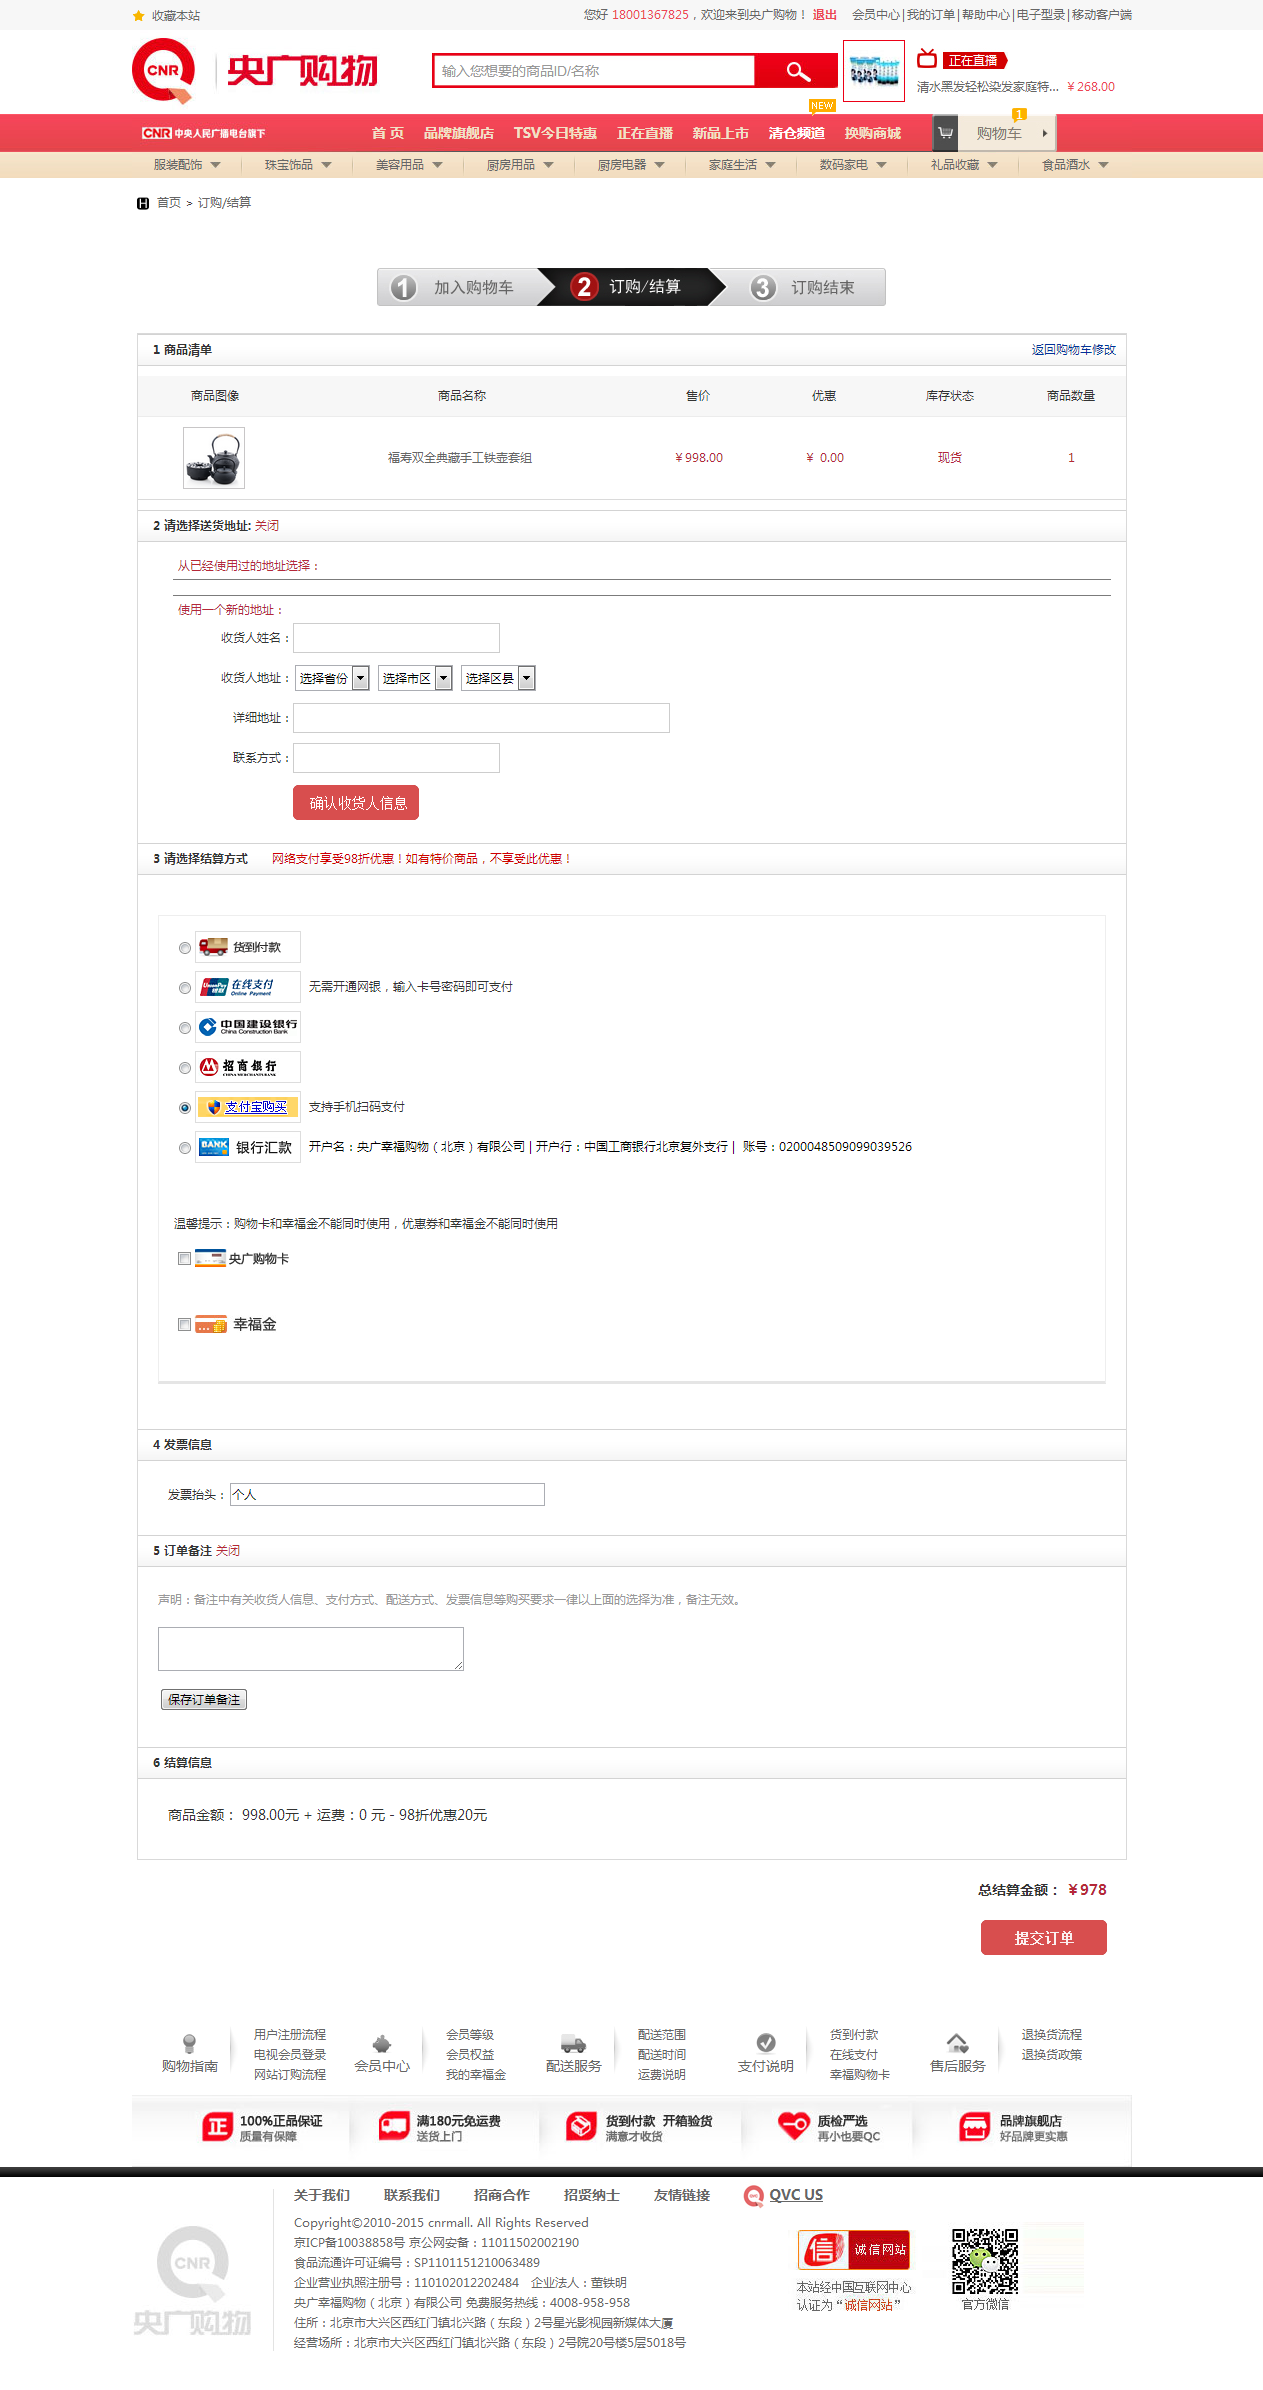 收藏本站
您好 18001367825，欢迎来到央广购物！ 退出 会员中心|我的订单|帮助中心|电子型录|移动客户端
CNR 央广购物
输入您想要的商品ID/名称
正在直播
清水黑发轻松染发家庭特... ￥268.00
NEW
CNR 中央人民广播电台旗下
首 页 品牌旗舰店 TSV今日特惠 正在直播 新品上市 清仓频道 换购商城 购物车 1
服装配饰 珠宝饰品 美容用品 厨房用品 厨房电器 家庭生活 数码家电 礼品收藏 食品酒水
H 首页 > 订购/结算
1 加入购物车 2 订购/结算 3 订购结束
1 商品清单 返回购物车修改
商品图像 商品名称 售价 优惠 库存状态 商品数量
福寿双全典藏手工铁壶套组 ￥998.00 ￥ 0.00 现货 1
2 请选择送货地址: 关闭
从已经使用过的地址选择：
使用一个新的地址：
收货人姓名：
收货人地址： 选择省份 选择市区 选择区县
详细地址：
联系方式：
确认收货人信息
3 请选择结算方式 网络支付享受98折优惠！如有特价商品，不享受此优惠！
货到付款
UnionPay 银联 在线支付 Online Payment 无需开通网银，输入卡号密码即可支付
中国建设银行 China Construction Bank
招商银行 CHINA MERCHANTS BANK
支付宝购买 支持手机扫码支付
BANK 银行汇款 开户名：央广幸福购物（北京）有限公司 | 开户行：中国工商银行北京复外支行 | 账号：0200048509099039526
温馨提示：购物卡和幸福金不能同时使用，优惠券和幸福金不能同时使用
央广购物卡
幸福金
4 发票信息
发票抬头： 个人
5 订单备注 关闭
声明：备注中有关收货人信息、支付方式、配送方式、发票信息等购买要求一律以上面的选择为准，备注无效。
保存订单备注
6 结算信息
商品金额： 998.00元 + 运费：0 元 - 98折优惠20元
总结算金额： ￥978
提交订单
购物指南 用户注册流程 电视会员登录 网站订购流程
会员中心 会员等级 会员权益 我的幸福金
配送服务 配送范围 配送时间 运费说明
支付说明 货到付款 在线支付 幸福购物卡
售后服务 退换货流程 退换货政策
正 100%正品保证 满180元免运费 货到付款 开箱验货 质检严选 品牌旗舰店
质量有保障 送货上门 满意才收货 再小也要QC 好品牌更实惠
关于我们 联系我们 招商合作 招贤纳士 友情链接 QVC US
Copyright©2010-2015 cnrmall. All Rights Reserved
京ICP备10038858号 京公网安备：11011502002190
食品流通许可证编号：SP1101151210063489
企业营业执照注册号：110102012202484 企业法人：董铁明
央广幸福购物（北京）有限公司 免费服务热线：4008-958-958
住所：北京市大兴区西红门镇北兴路（东段）2号星光影视园新媒体大厦
经营场所：北京市大兴区西红门镇北兴路（东段）2号院20号楼5层5018号
CNR 央广购物
信 诚信网站
本站经中国互联网中心
认证为“诚信网站”
官方微信